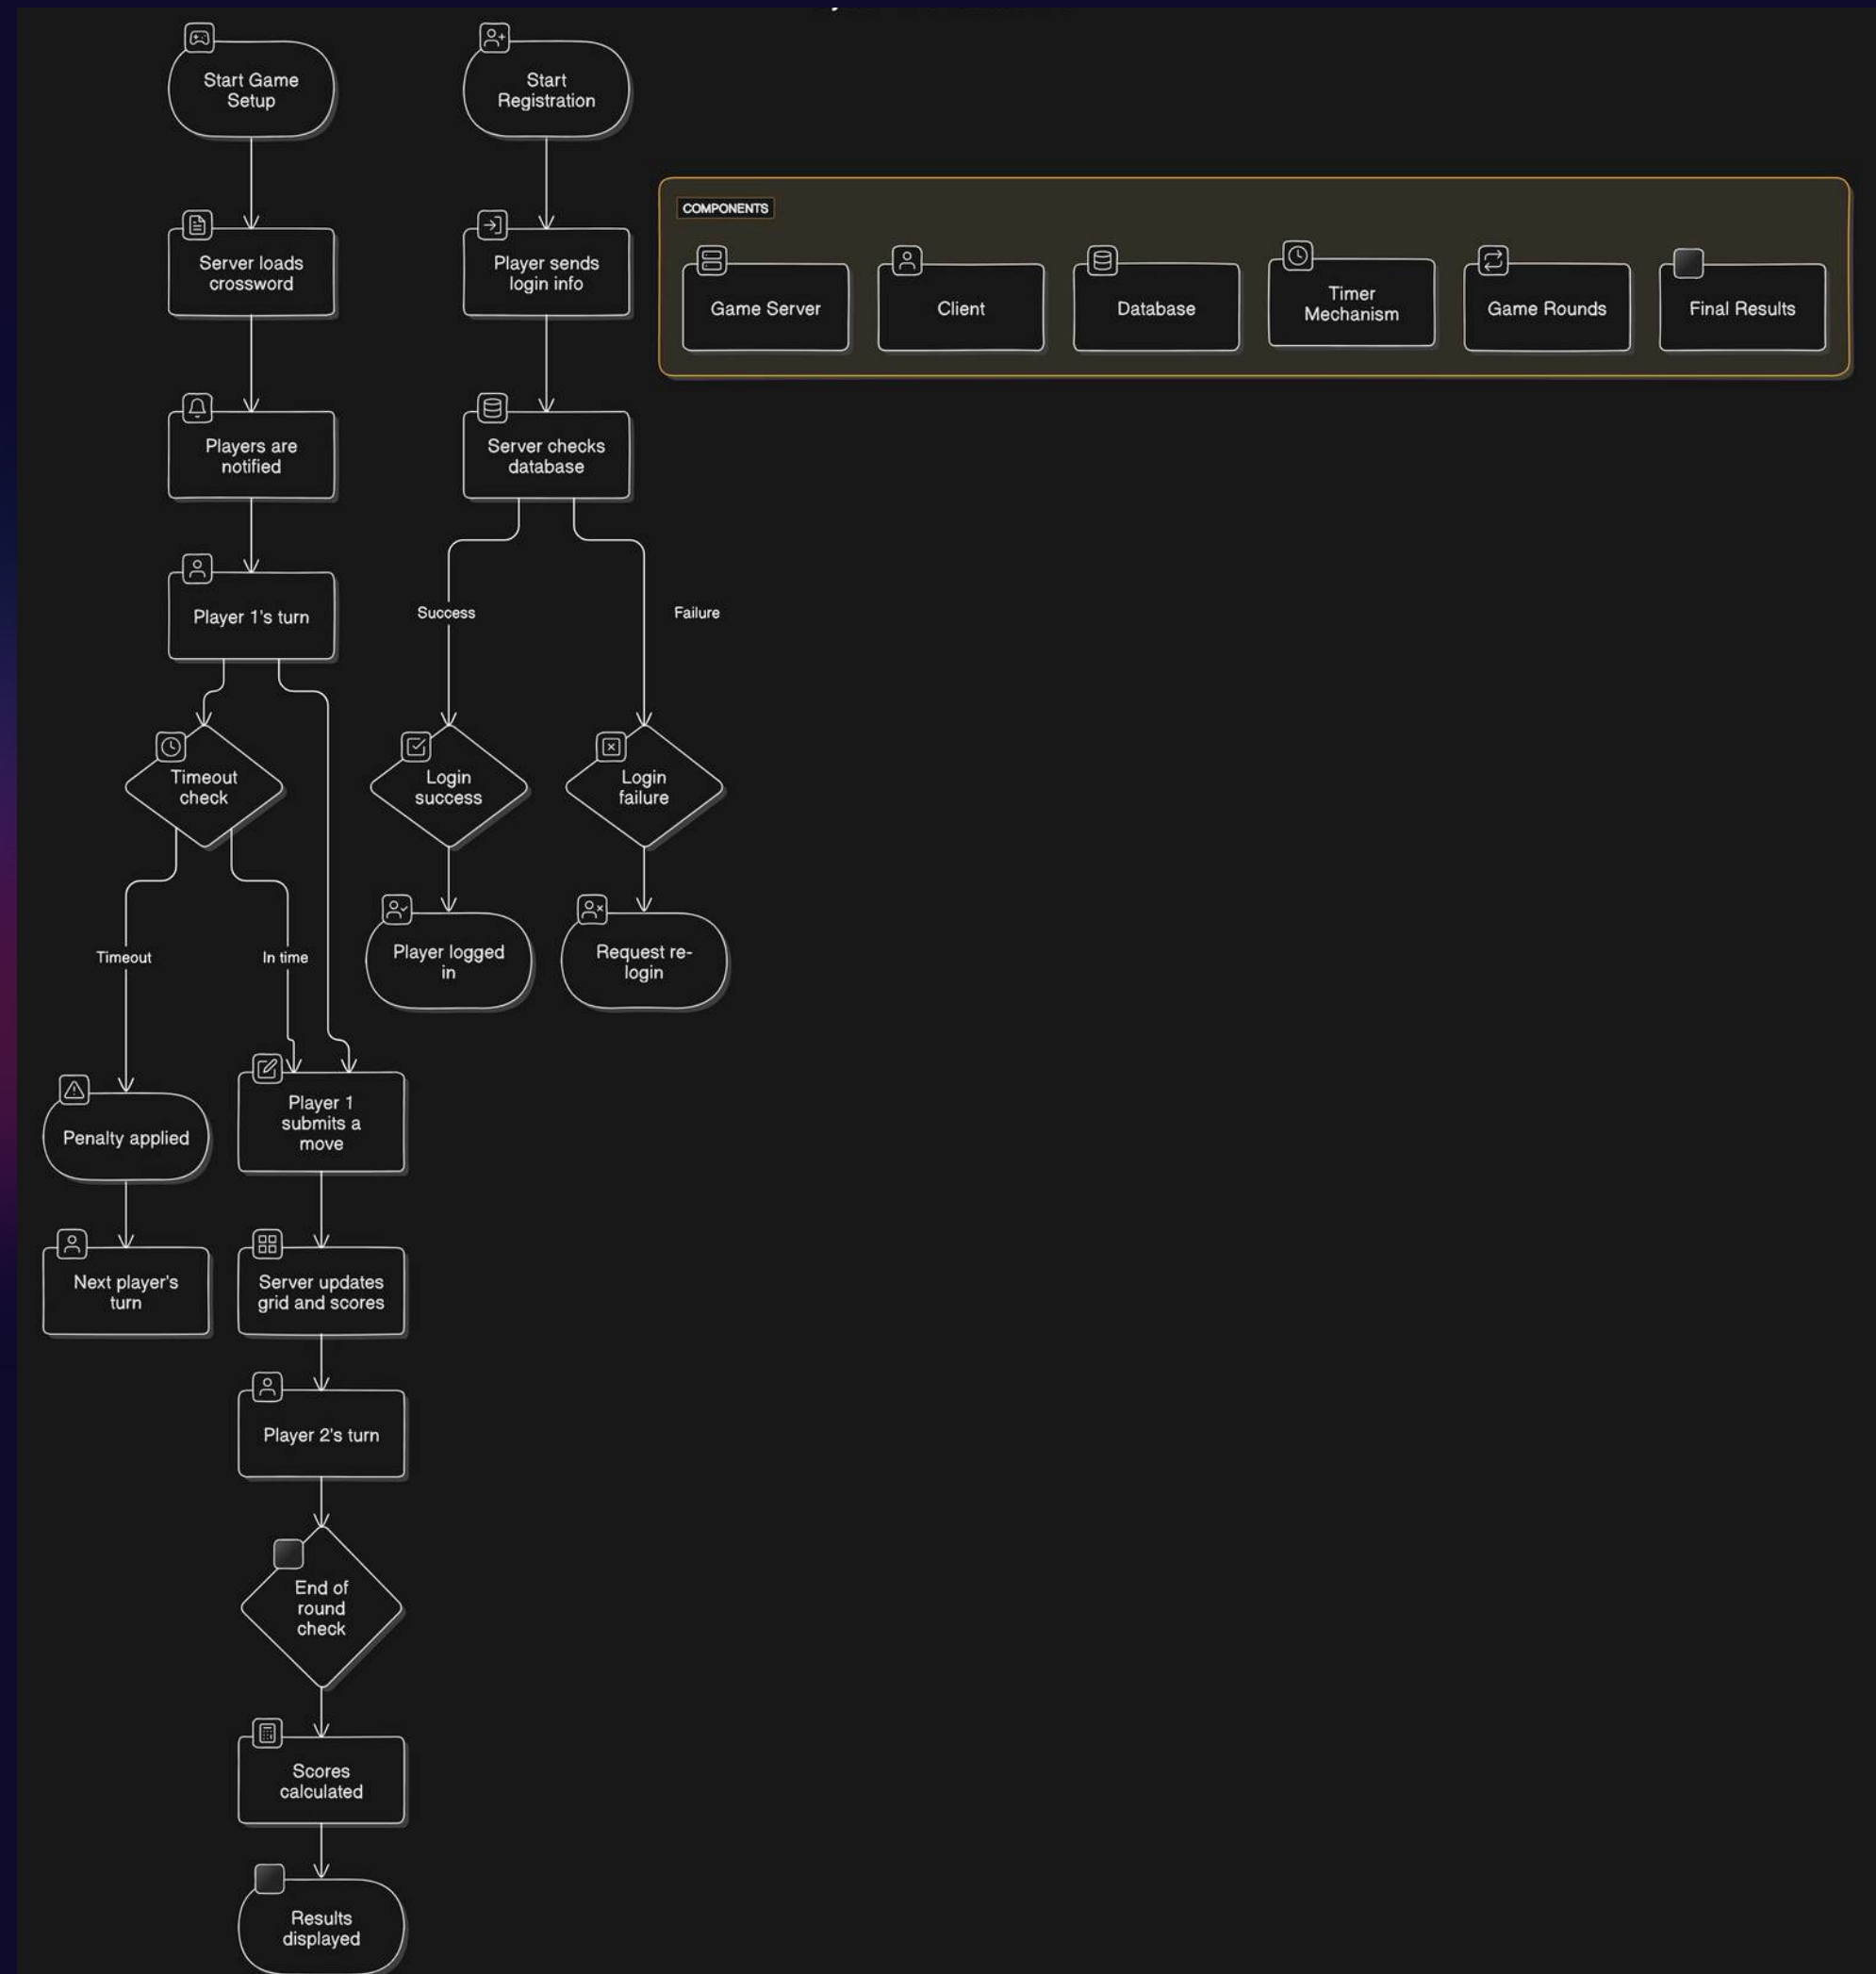 Start Game
Setup
Server loads
crossword
Players are
notified
Player 1's turn
Timeout
check
Timeout
In time
Penalty applied
Next player's
turn
Player 1
submits a
move
Server updates
grid and scores
Player 2's turn
End of
round
check
Scores
calculated
Results
displayed
Start
Registration
Player sends
login info
Server checks
database
Success
Failure
Login
success
Login
failure
Player logged
in
Request re-
login
COMPONENTS
Game Server
Client
Database
Timer
Mechanism
Game Rounds
Final Results